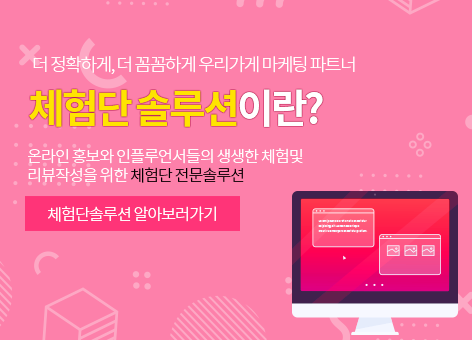 더 정확하게, 더 꼼꼼하게 우리가게 마케팅 파트너
체험단 솔루션이란?
온라인 홍보와 인플루언서들의 생생한 체험및
리뷰작성을 위한 체험단 전문솔루션
체험단솔루션 알아보러가기